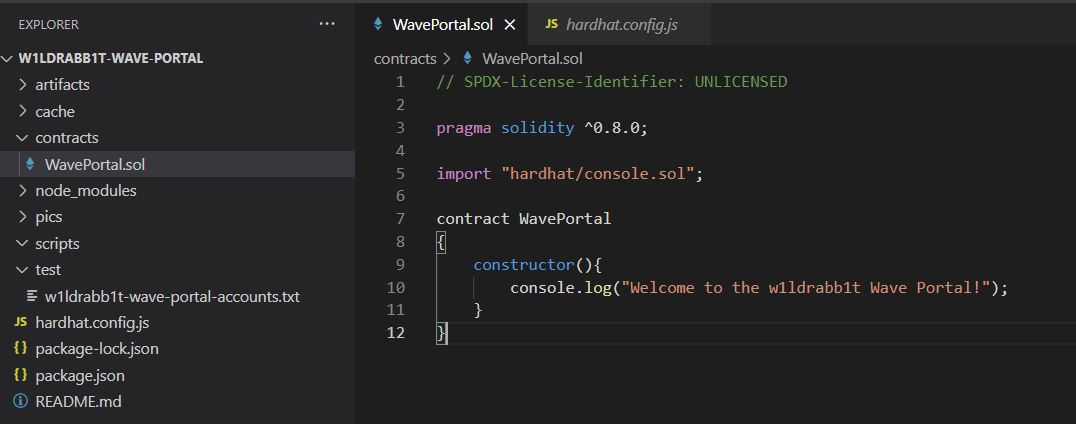 EXPLORER
···
W1LDRABB1T-WAVE-PORTAL
artifacts
cache
contracts
WavePortal.sol
node_modules
pics
scripts
test
w1ldrabb1t-wave-portal-accounts.txt
JS hardhat.config.js
{ } package-lock.json
{ } package.json
README.md
WavePortal.sol
JS hardhat.config.js
contracts > WavePortal.sol
1 // SPDX-License-Identifier: UNLICENSED
2
3 pragma solidity ^0.8.0;
4
5 import "hardhat/console.sol";
6
7 contract WavePortal
8 {
9 constructor(){
10 console.log("Welcome to the w1ldrabb1t Wave Portal!");
11 }
12 }